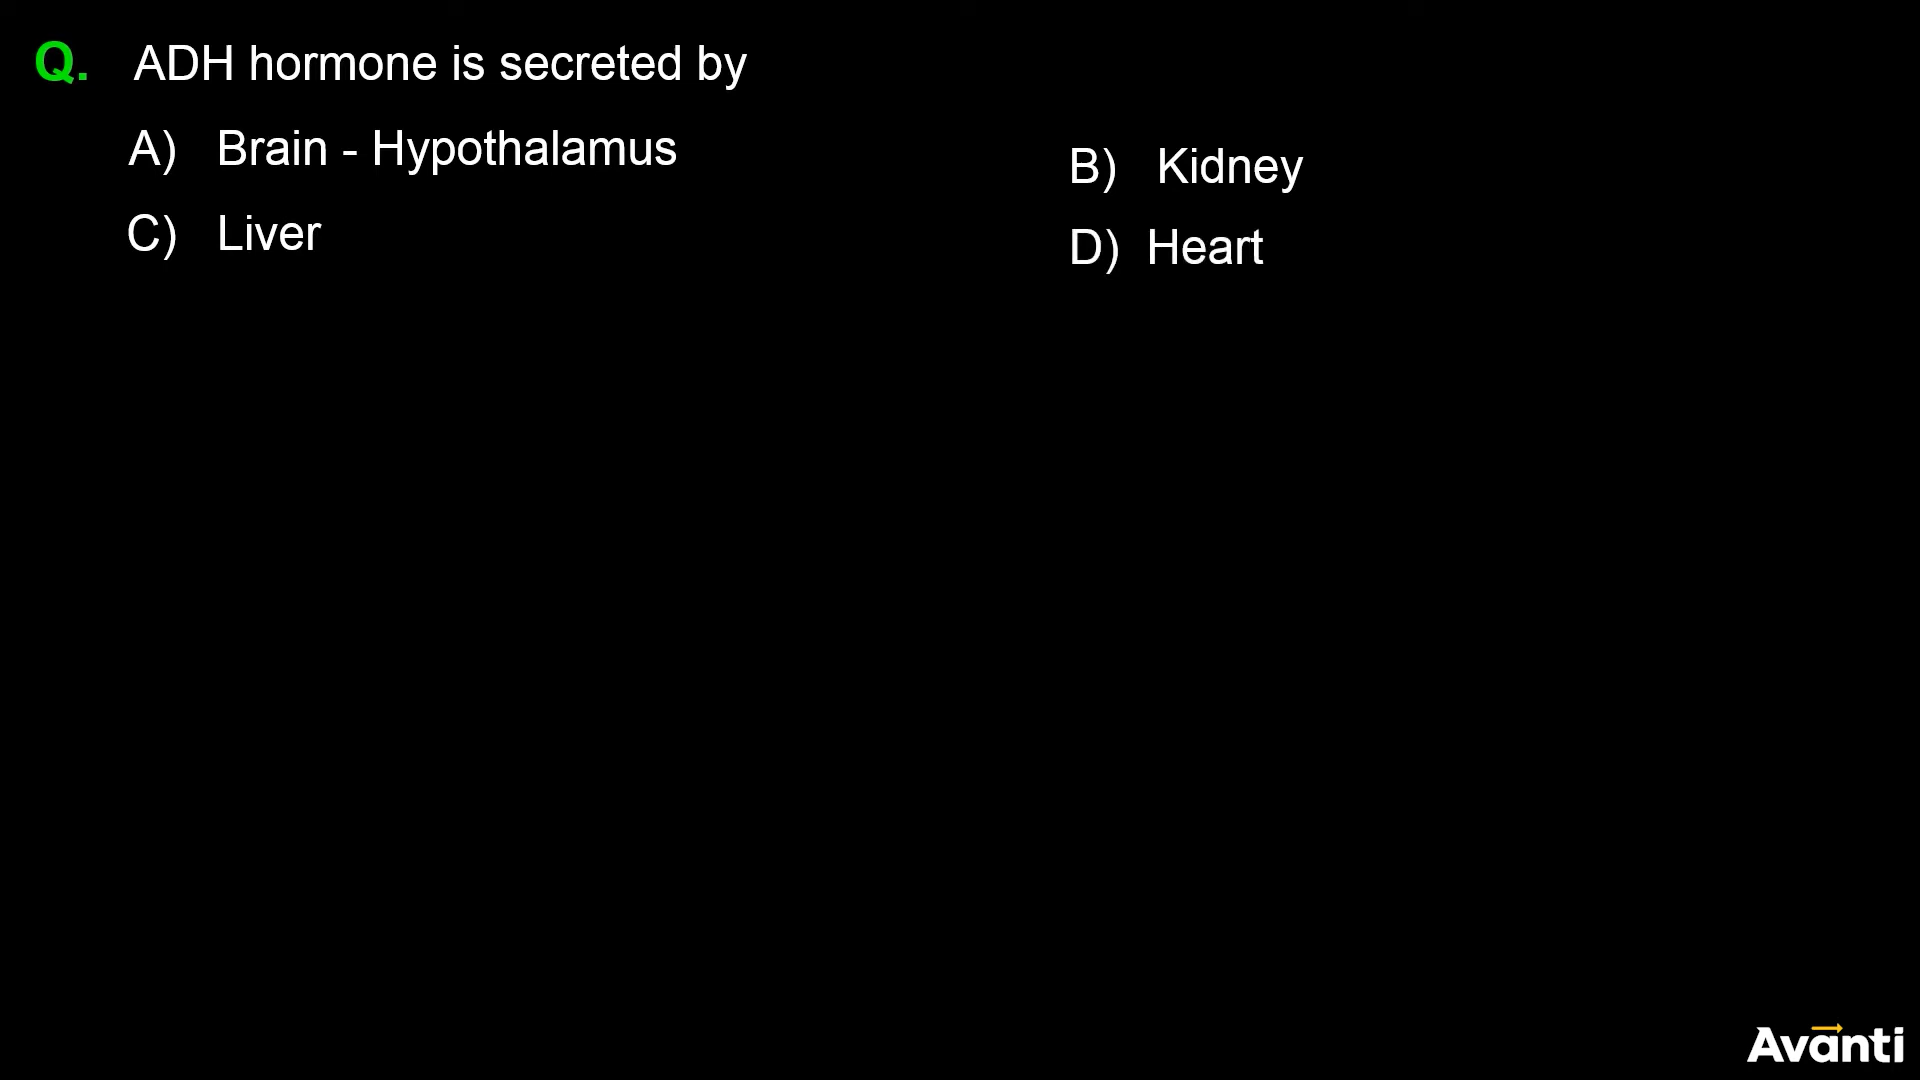 Q. ADH hormone is secreted by
A) Brain - Hypothalamus
B) Kidney
C) Liver
D) Heart
Avanti